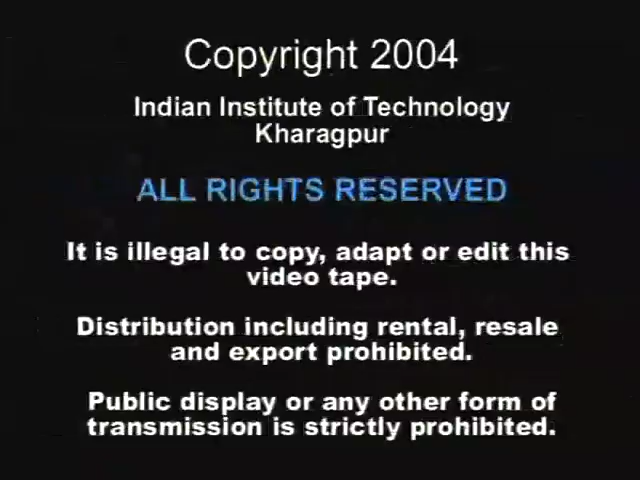 Copyright 2004
Indian Institute of Technology
Kharagpur
ALL RIGHTS RESERVED
It is illegal to copy, adapt or edit this
video tape.
Distribution including rental, resale
and export prohibited.
Public display or any other form of
transmission is strictly prohibited.